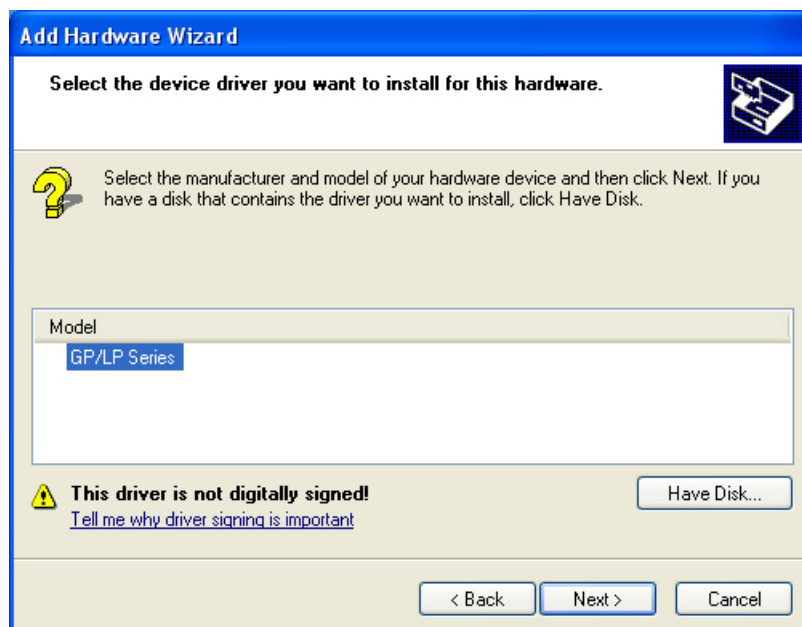 Add Hardware Wizard
Select the device driver you want to install for this hardware.
Select the manufacturer and model of your hardware device and then click Next. If you
have a disk that contains the driver you want to install, click Have Disk.
Model
GP/LP Series
This driver is not digitally signed!
Have Disk...
Tell me why driver signing is important
< Back
Next >
Cancel